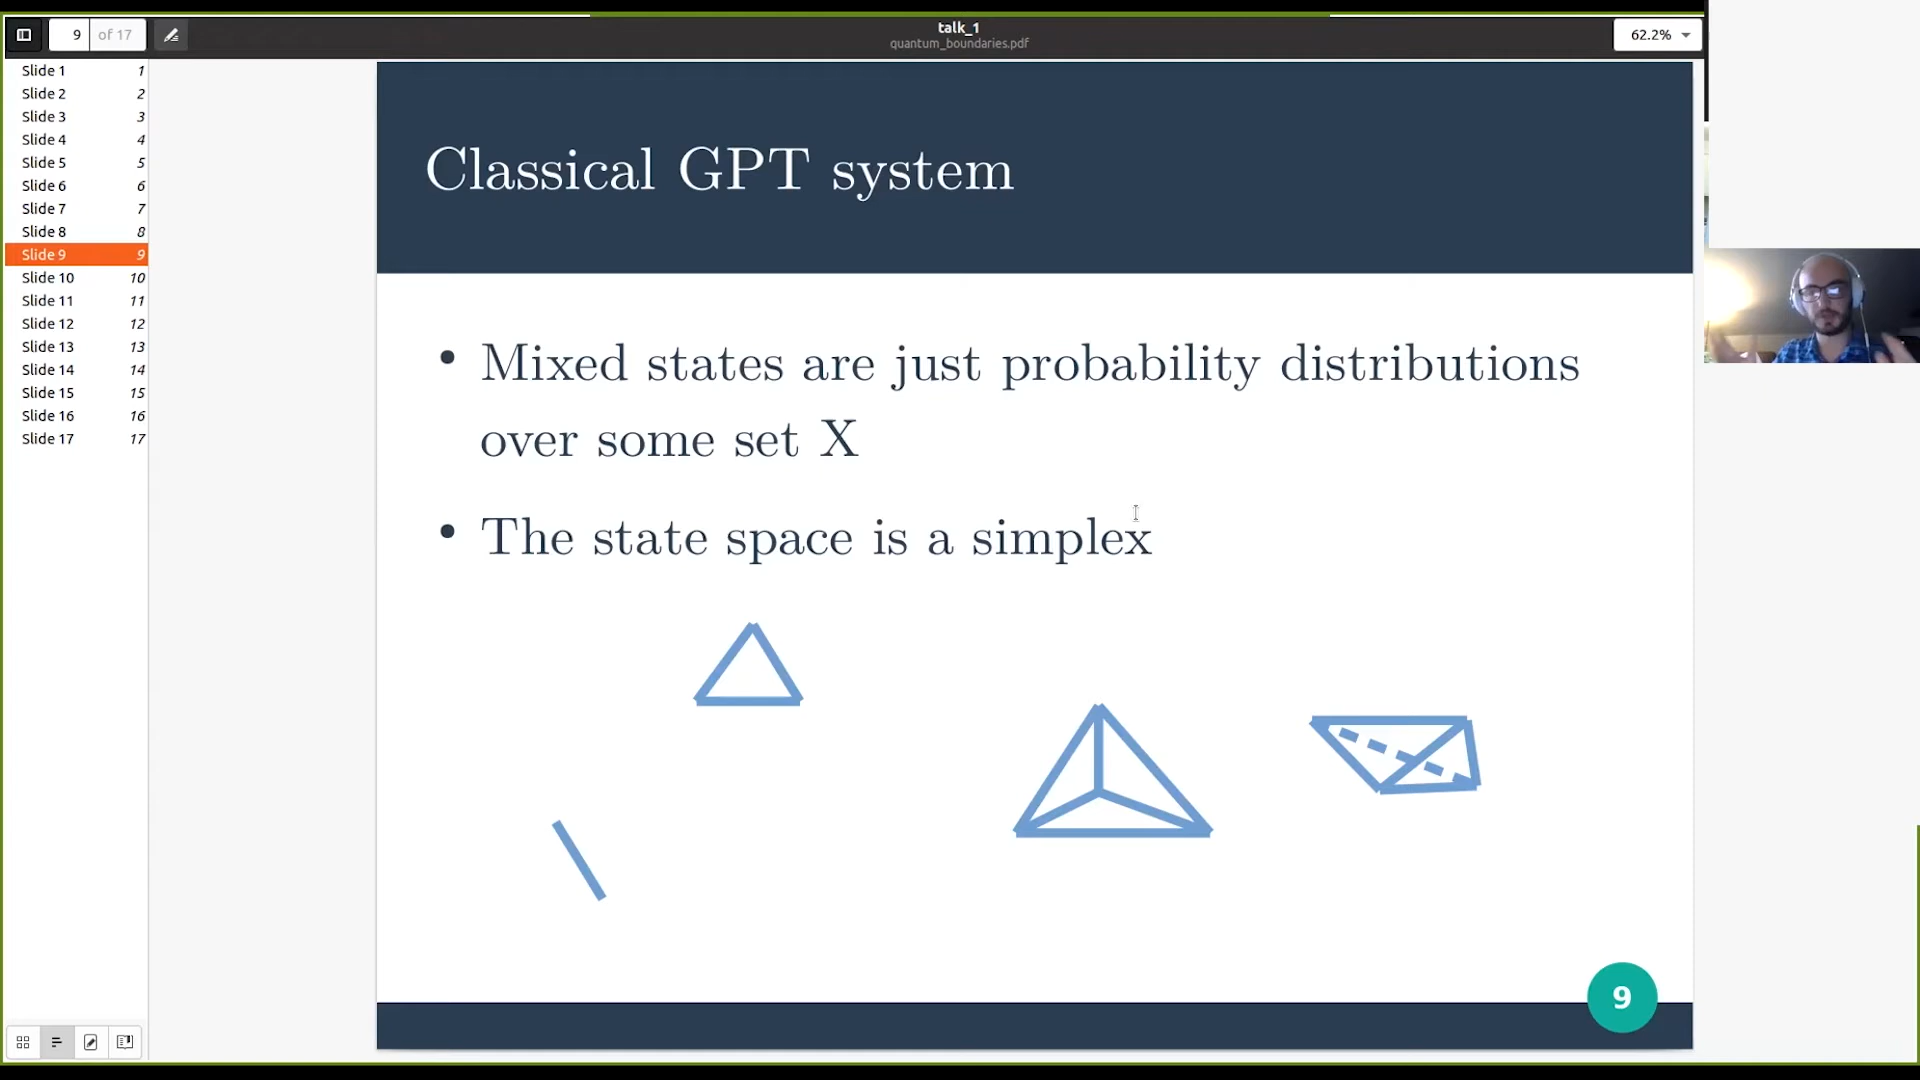 talk_1
quantum_boundaries.pdf
9 of 17
62.2%
Slide 1 1
Slide 2 2
Slide 3 3
Slide 4 4
Slide 5 5
Slide 6 6
Slide 7 7
Slide 8 8
Slide 9 9
Slide 10 10
Slide 11 11
Slide 12 12
Slide 13 13
Slide 14 14
Slide 15 15
Slide 16 16
Slide 17 17
Classical GPT system
• Mixed states are just probability distributions
over some set X
• The state space is a simplex
9